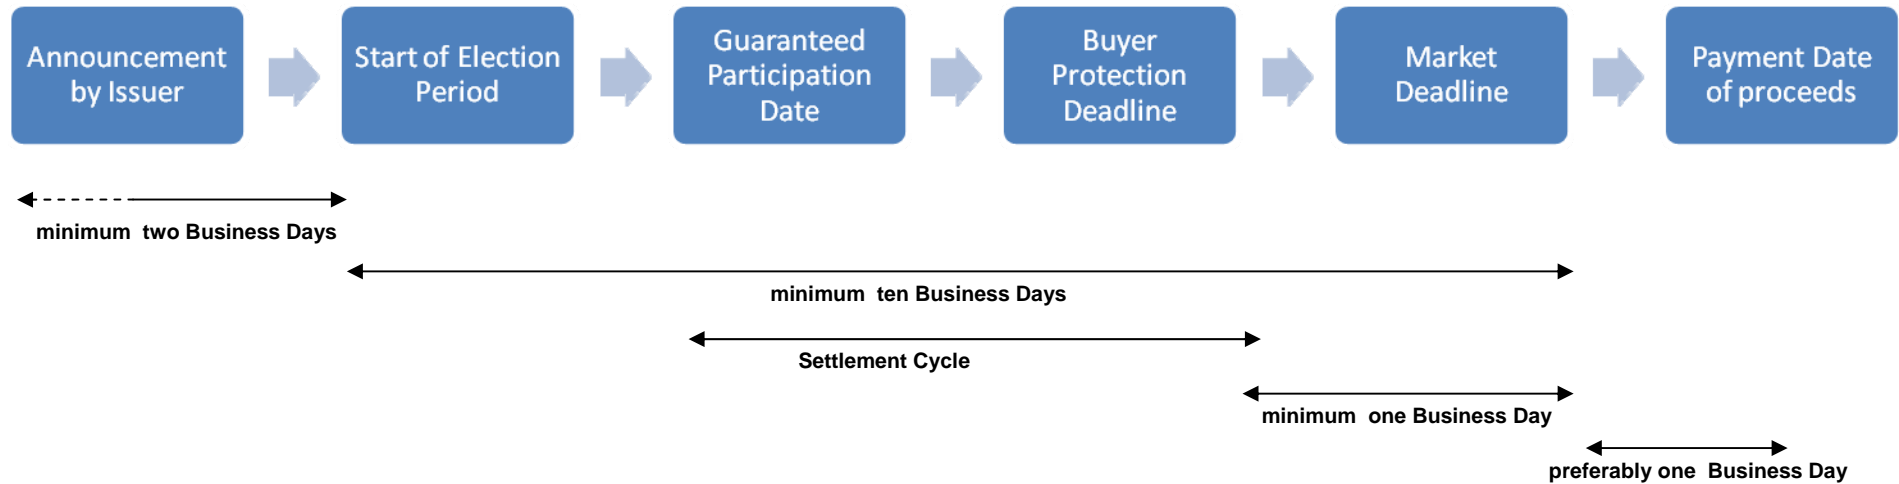 Announcement
by Issuer
Start of Election
Period
Guaranteed
Participation
Date
Buyer
Protection
Deadline
Market
Deadline
Payment Date
of proceeds
minimum two Business Days
minimum ten Business Days
Settlement Cycle
minimum one Business Day
preferably one Business Day